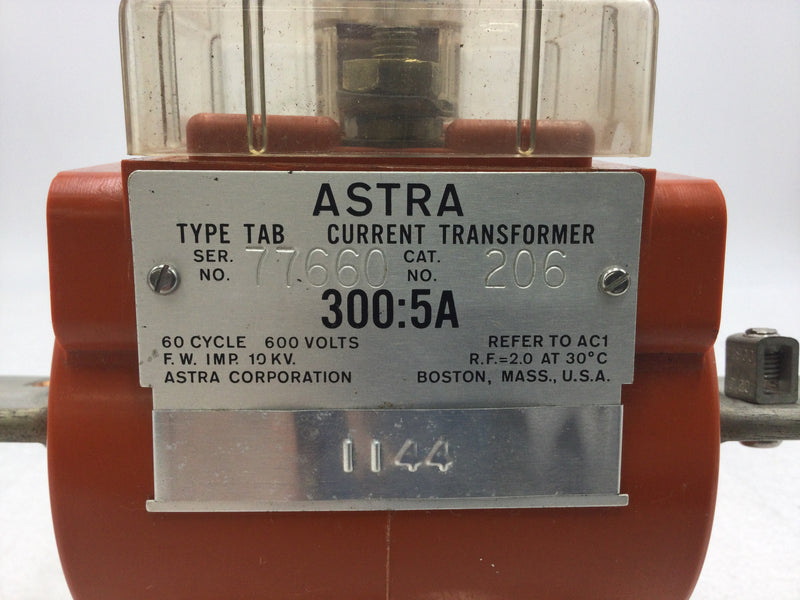 ASTRA
TYPE TAB CURRENT TRANSFORMER
SER. NO. 77660 CAT. NO. 206
300:5A
60 CYCLE 600 VOLTS REFER TO AC1
F.W. IMP. 10 KV. R.F.=2.0 AT 30°C
ASTRA CORPORATION BOSTON, MASS., U.S.A.
1144